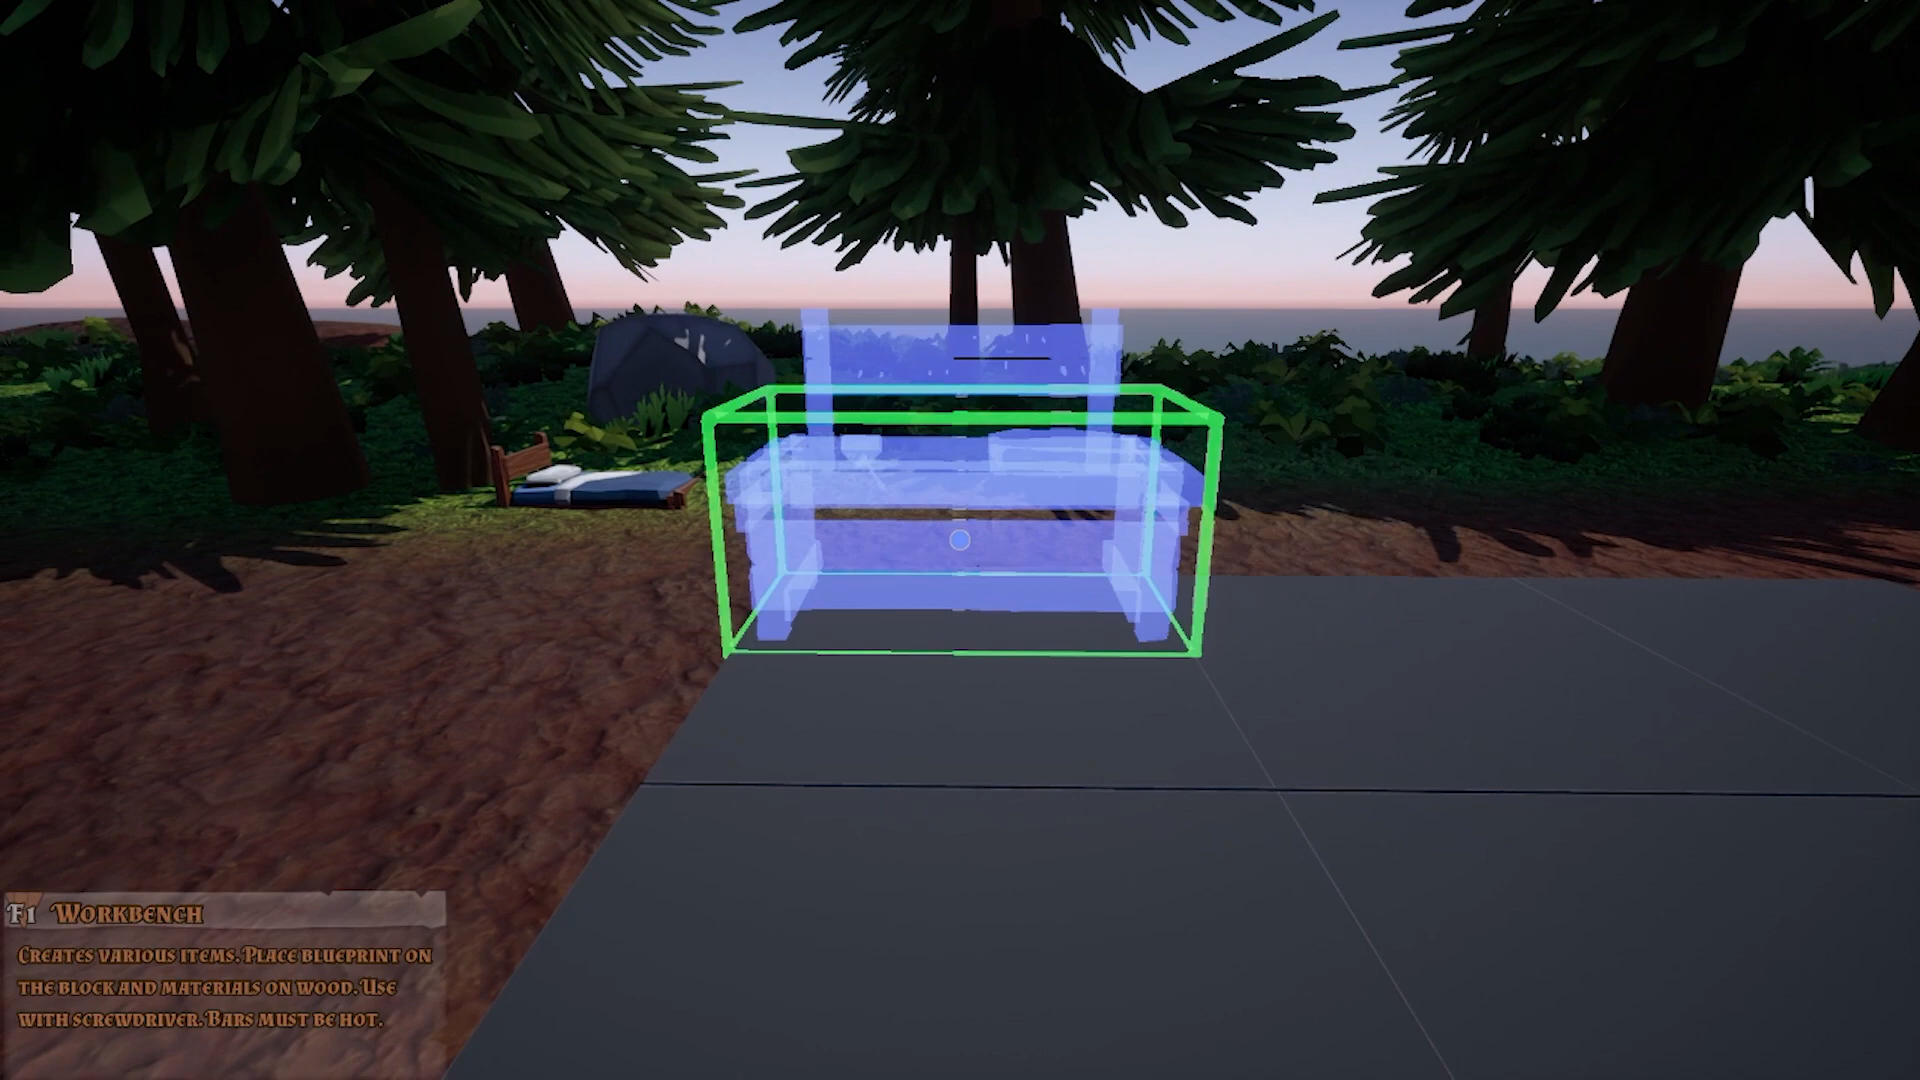 F1 Workbench
Creates various items. Place blueprint on
the block and materials on wood. Use
with screwdriver. Bars must be hot.